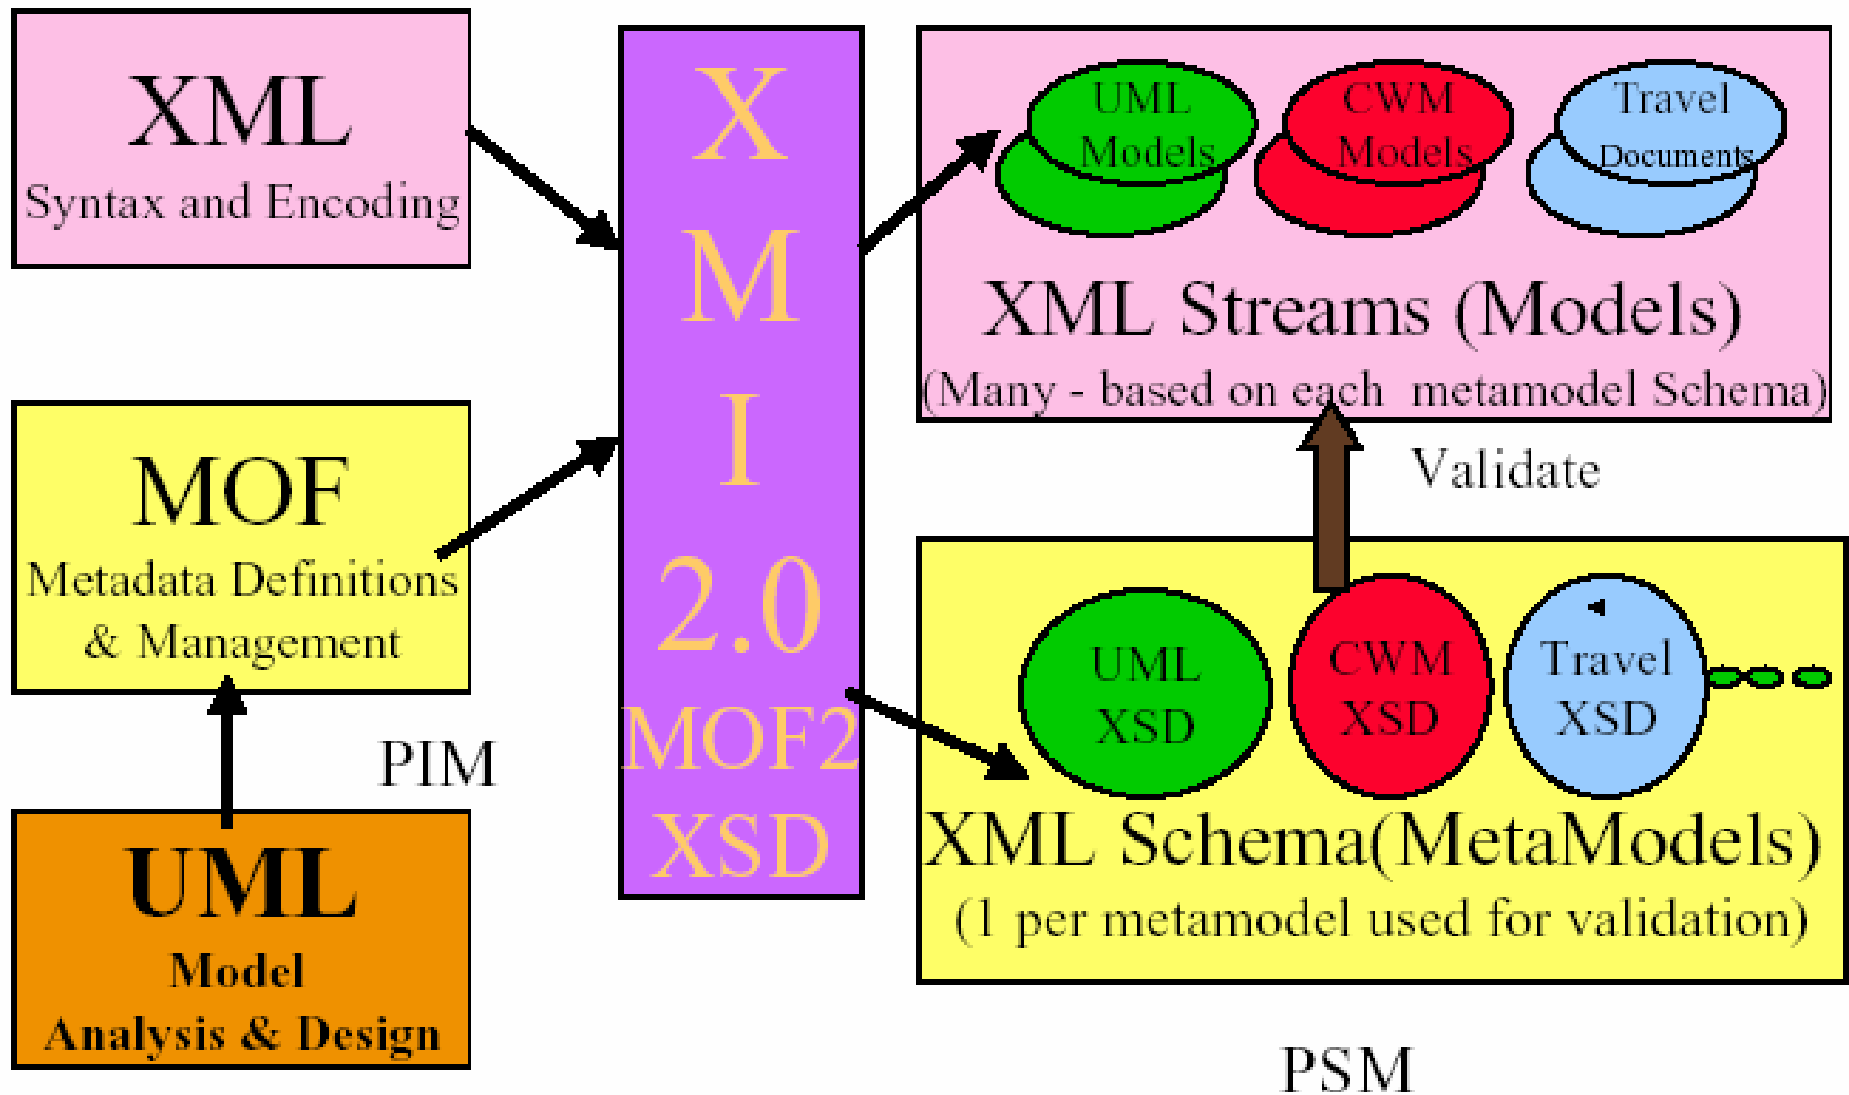 XML
Syntax and Encoding
MOF
Metadata Definitions
& Management
PIM
UML
Model
Analysis & Design
X
M
I
2.0
MOF2
XSD
UML
Models
CWM
Models
Travel
Documents
XML Streams (Models)
(Many - based on each metamodel Schema)
Validate
UML
XSD
CWM
XSD
Travel
XSD
XML Schema(MetaModels)
(1 per metamodel used for validation)
PSM